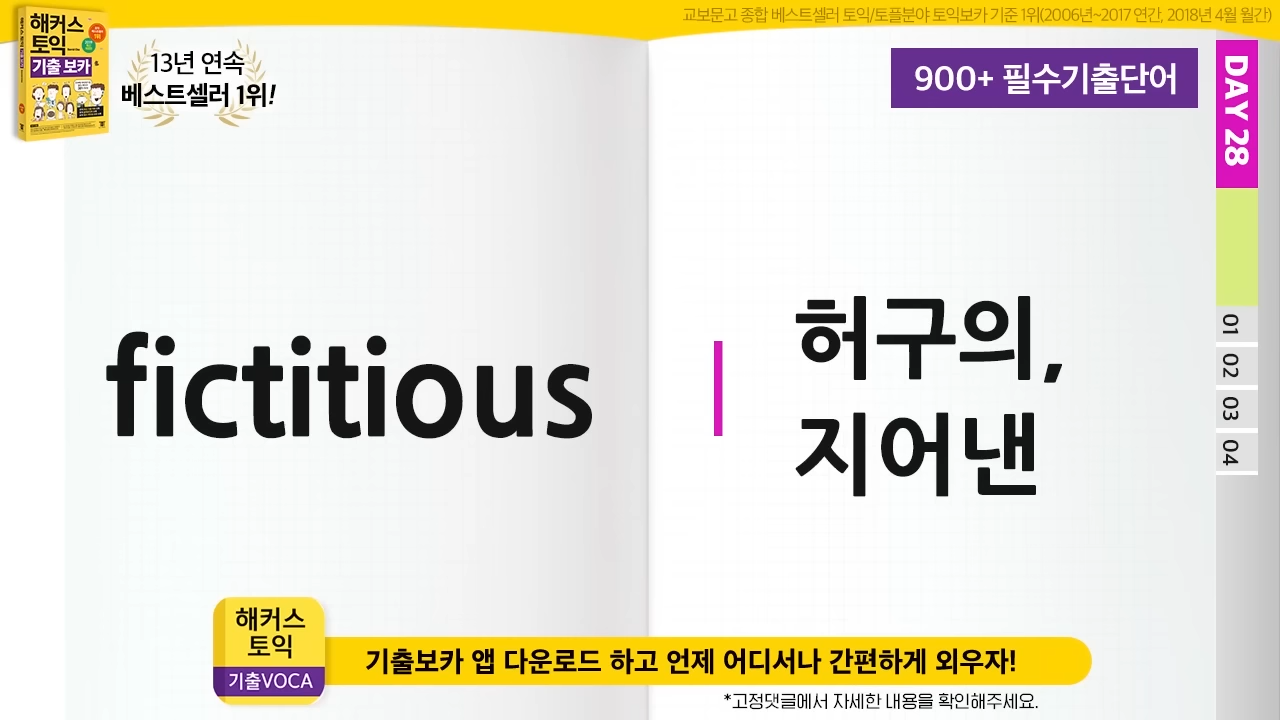 교보문고 종합 베스트셀러 토익/토플분야 토익보카 기준 1위(2006년~2017 연간, 2018년 4월 월간)
해커스
토익
기출 보카
13년 연속
베스트셀러 1위!
900+ 필수기출단어
DAY 28
01
02
03
04
fictitious
허구의,
지어낸
해커스
토익
기출VOCA
기출보카 앱 다운로드 하고 언제 어디서나 간편하게 외우자!
*고정댓글에서 자세한 내용을 확인해주세요.